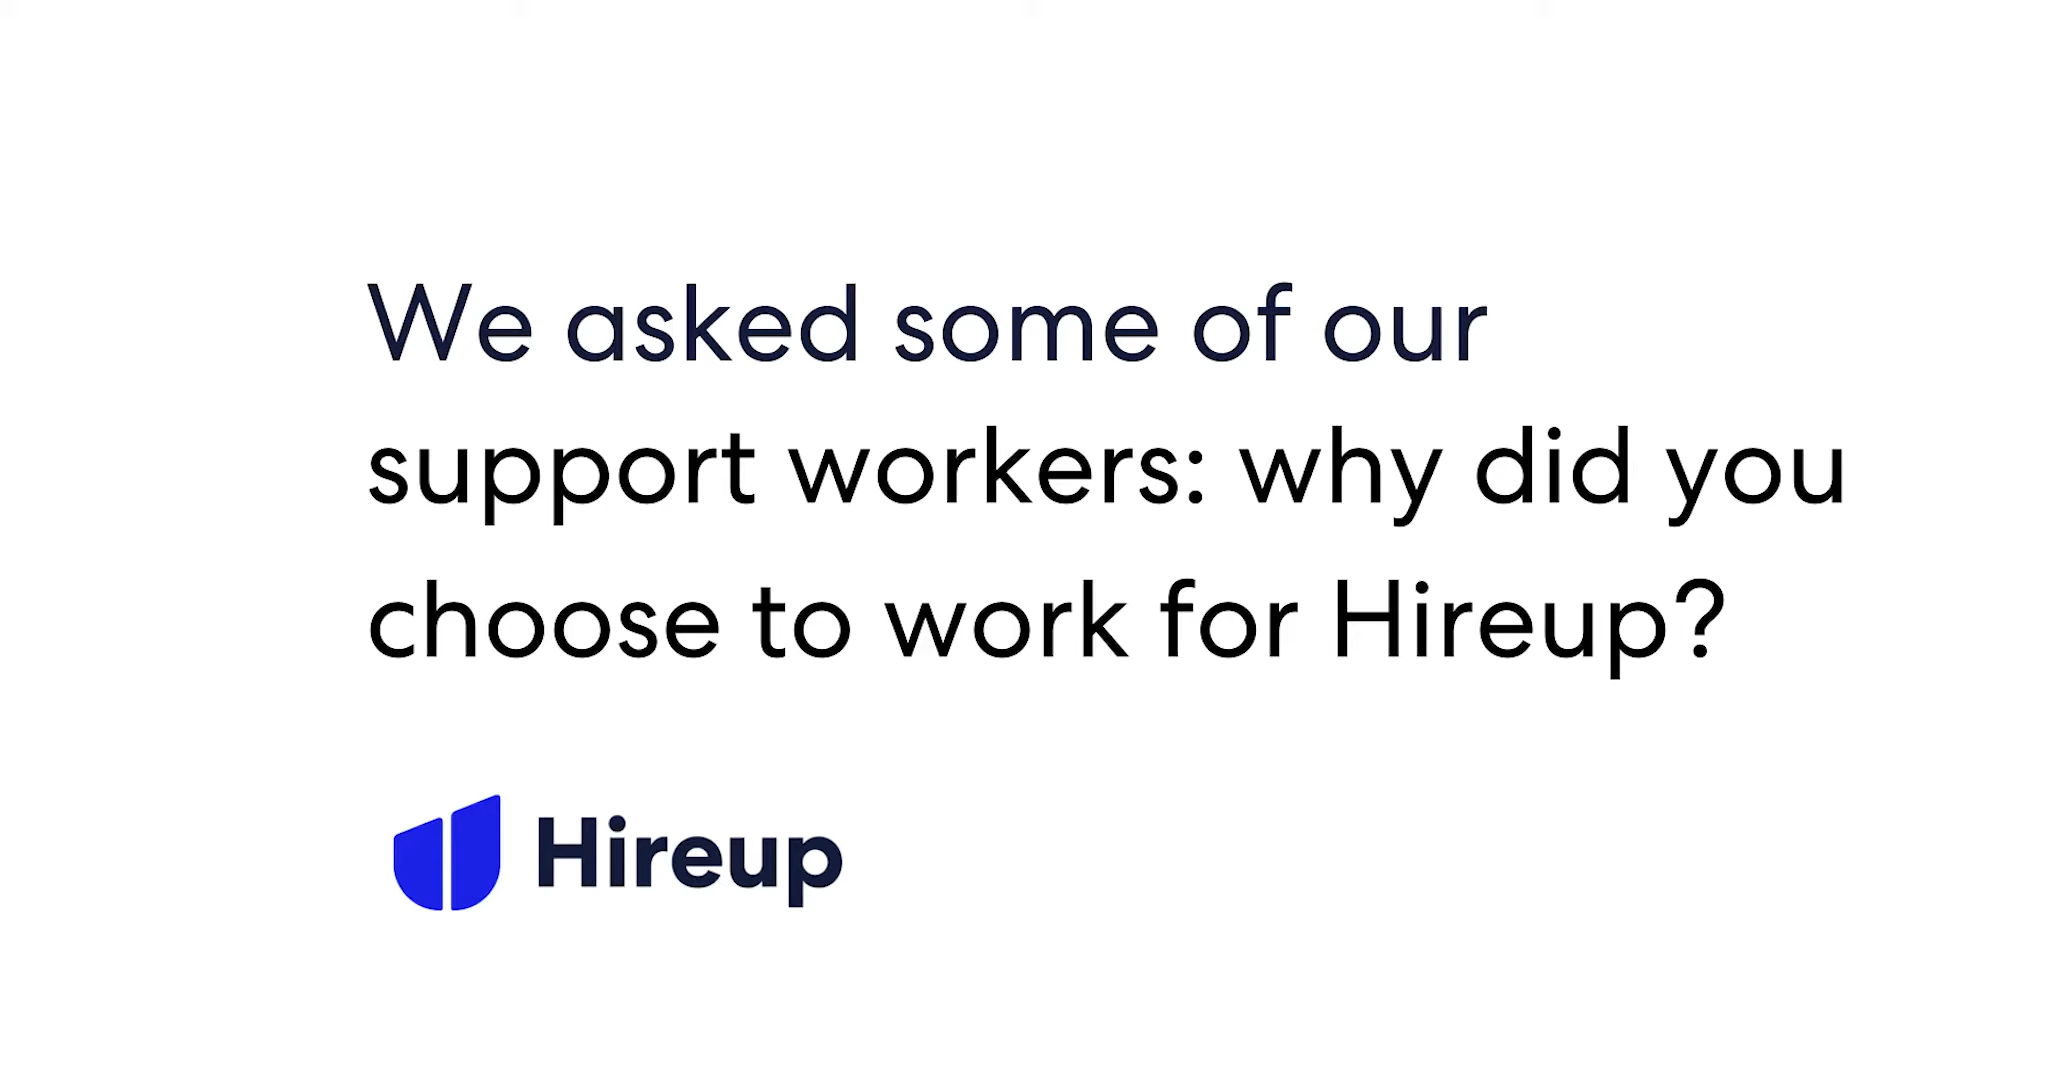 We asked some of our
support workers: why did you
choose to work for Hireup?
Hireup